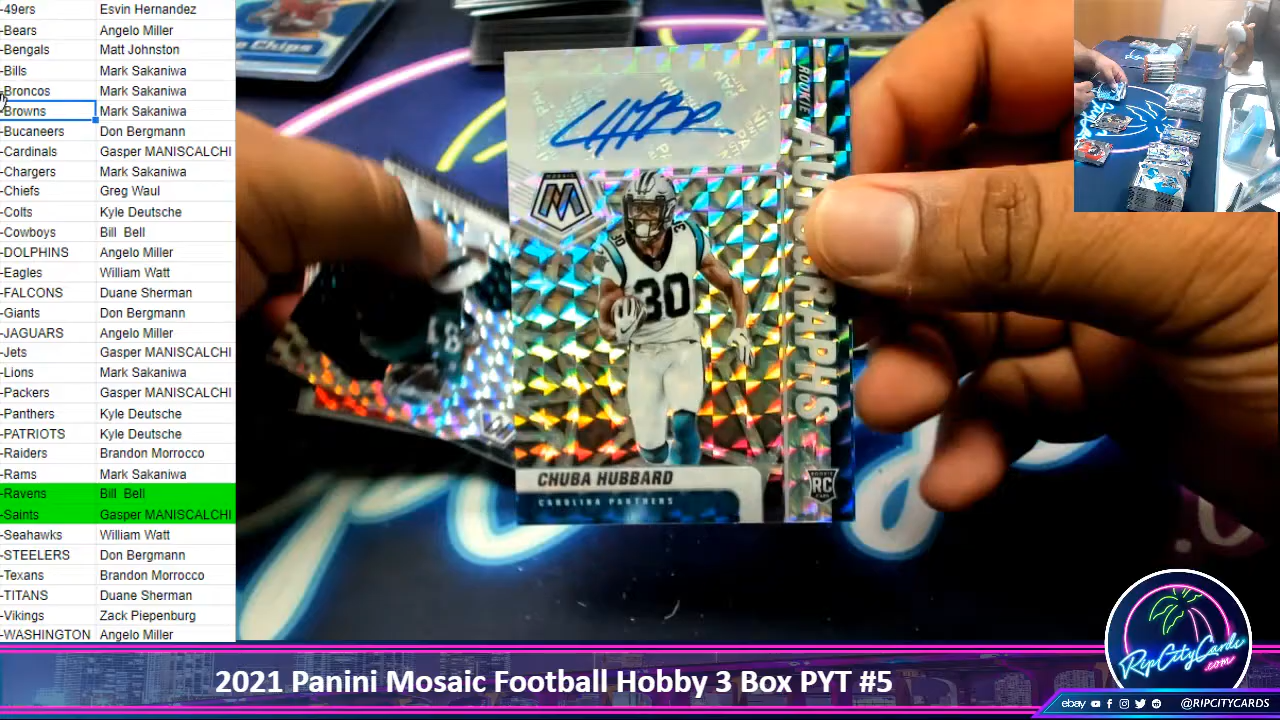 -49ers Esvin Hernandez
-Bears Angelo Miller
-Bengals Matt Johnston
-Bills Mark Sakaniwa
-Broncos Mark Sakaniwa
-Browns Mark Sakaniwa
-Bucaneers Don Bergmann
-Cardinals Gasper MANISCALCHI
-Chargers Mark Sakaniwa
-Chiefs Greg Waul
-Colts Kyle Deutsche
-Cowboys Bill Bell
-DOLPHINS Angelo Miller
-Eagles William Watt
-FALCONS Duane Sherman
-Giants Don Bergmann
-JAGUARS Angelo Miller
-Jets Gasper MANISCALCHI
-Lions Mark Sakaniwa
-Packers Gasper MANISCALCHI
-Panthers Kyle Deutsche
-PATRIOTS Kyle Deutsche
-Raiders Brandon Morrocco
-Rams Mark Sakaniwa
-Ravens Bill Bell
-Saints Gasper MANISCALCHI
-Seahawks William Watt
-STEELERS Don Bergmann
-Texans Brandon Morrocco
-TITANS Duane Sherman
-Vikings Zack Piepenburg
-WASHINGTON Angelo Miller
Chips
ROOKIE
AUTOGRAPHS
MOSAIC
M
30
30
30
CHUBA HUBBARD
CAROLINA PANTHERS
ROOKIE
RC
RipCityCards
.com
2021 Panini Mosaic Football Hobby 3 Box PYT #5
ebay
@RIPCITYCARDS